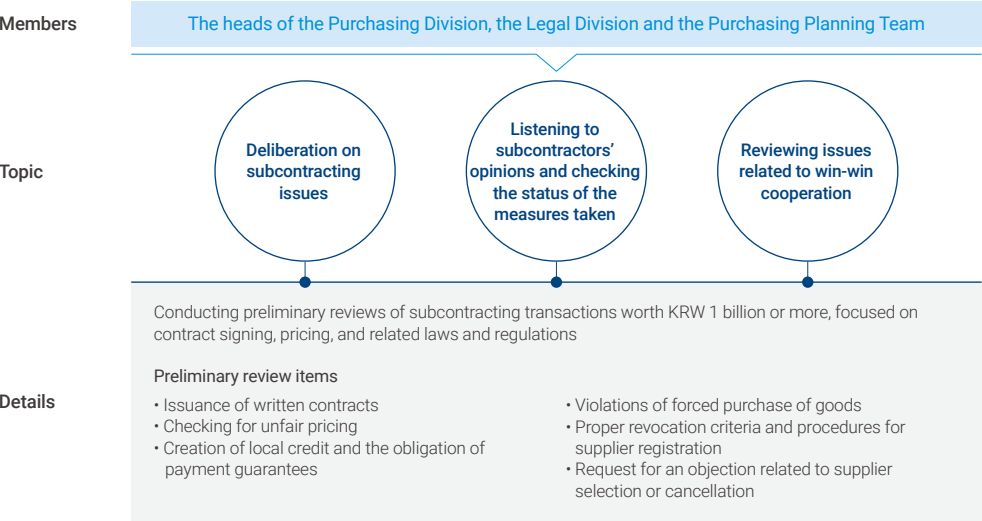 Members
The heads of the Purchasing Division, the Legal Division and the Purchasing Planning Team
Topic
Deliberation on
subcontracting
issues
Listening to
subcontractors’
opinions and checking
the status of the
measures taken
Reviewing issues
related to win-win
cooperation
Details
Conducting preliminary reviews of subcontracting transactions worth KRW 1 billion or more, focused on
contract signing, pricing, and related laws and regulations
Preliminary review items
• Issuance of written contracts
• Checking for unfair pricing
• Creation of local credit and the obligation of
payment guarantees
• Violations of forced purchase of goods
• Proper revocation criteria and procedures for
supplier registration
• Request for an objection related to supplier
selection or cancellation